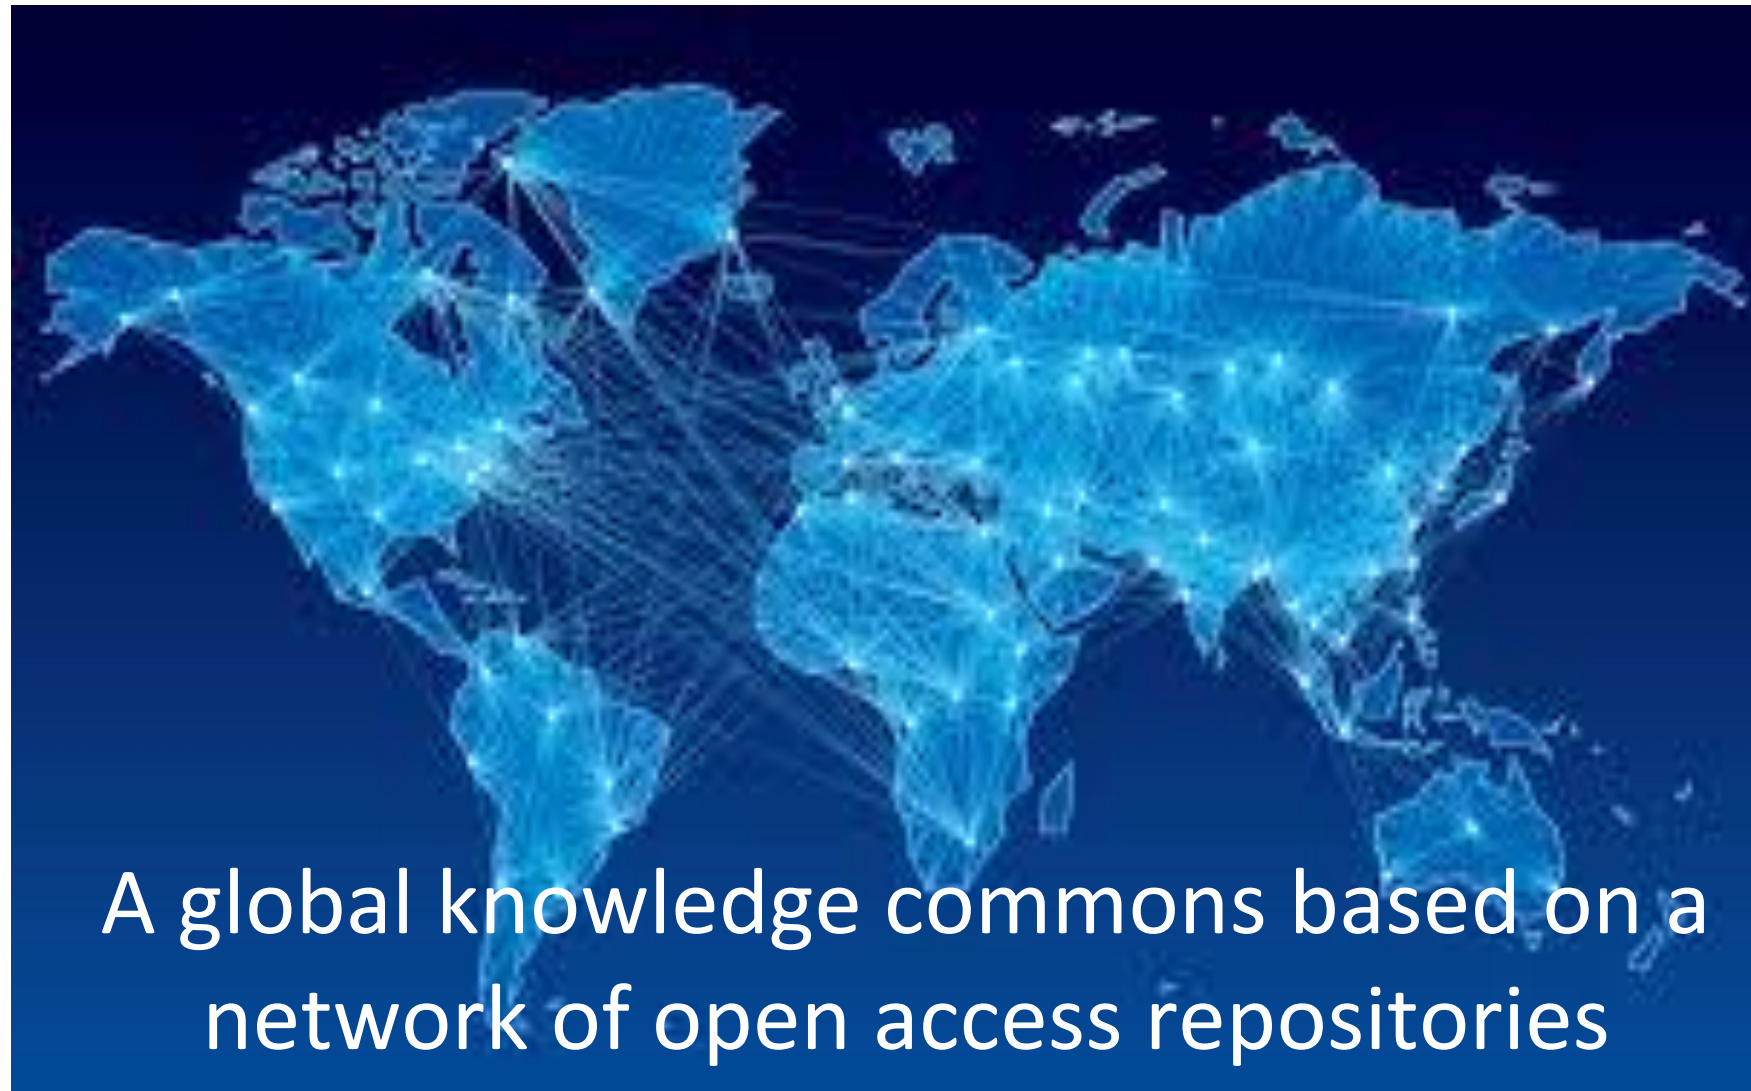 A global knowledge commons based on a
network of open access repositories